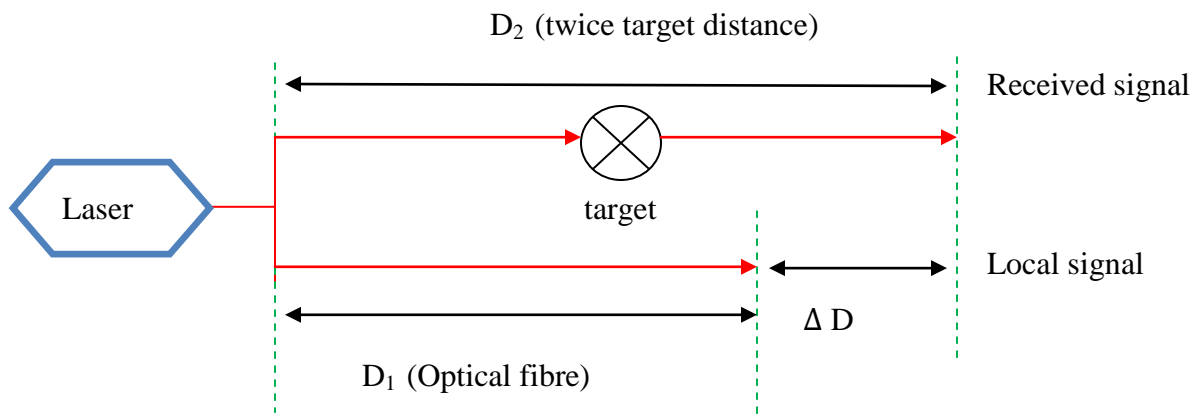 D₂ (twice target distance)
Received signal
Laser
target
Local signal
Δ D
D₁ (Optical fibre)